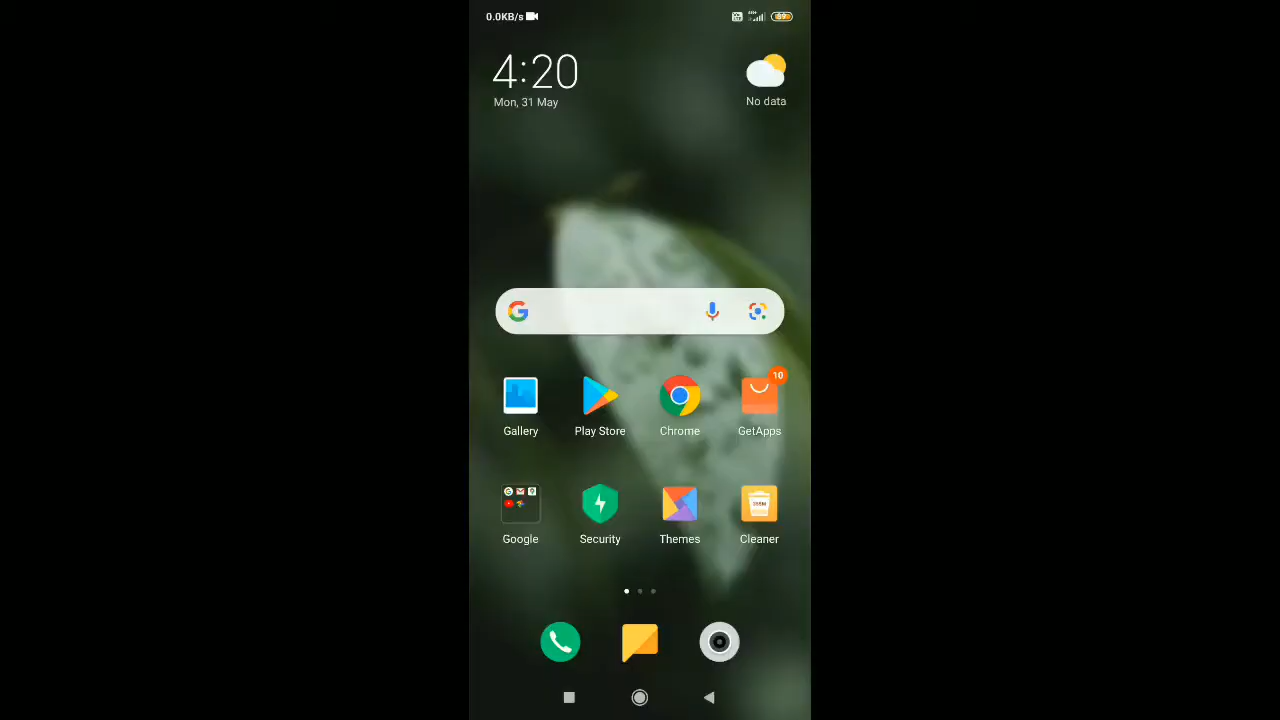 0.0KB/s
4:20
Mon, 31 May
No data
10
Gallery
Play Store
Chrome
GetApps
Google
Security
Themes
Cleaner